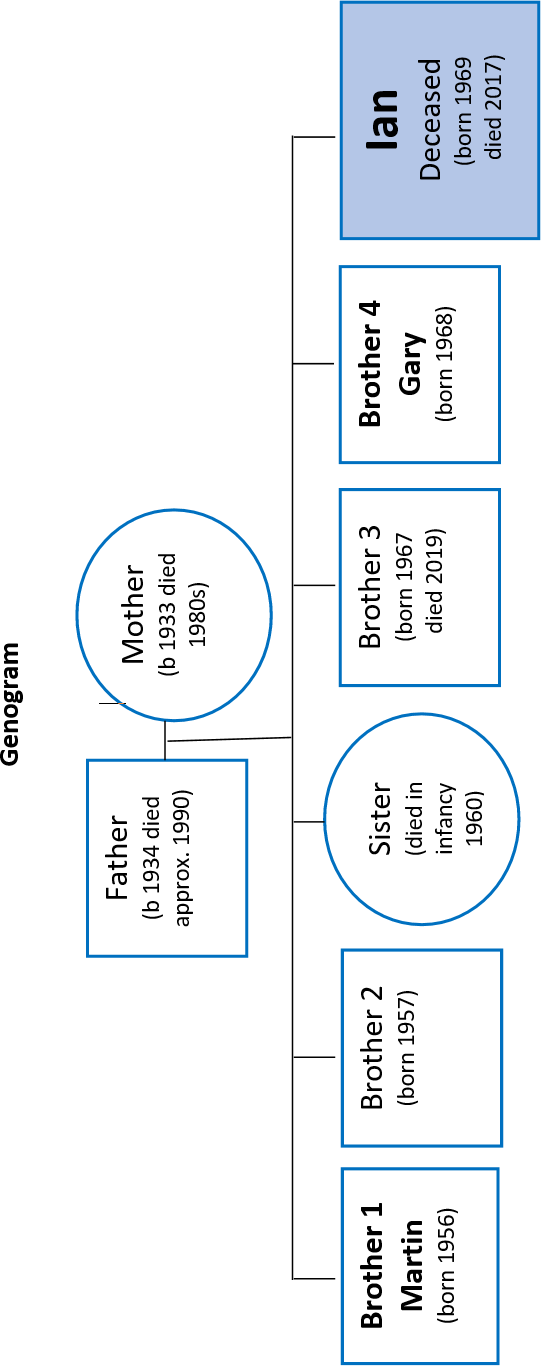 Genogram
Father
(b 1934 died
approx. 1990)
Mother
(b 1933 died
1980s)
Brother 1
Martin
(born 1956)
Brother 2
(born 1957)
Sister
(died in
infancy
1960)
Brother 3
(born 1967
died 2019)
Brother 4
Gary
(born 1968)
Ian
Deceased
(born 1969
died 2017)